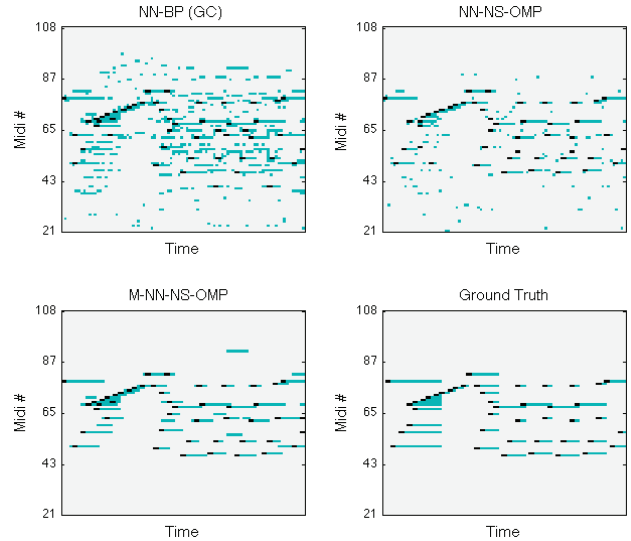 NN-BP (GC)
108
87
65
43
21
Midi #
Time
NN-NS-OMP
108
87
65
43
21
Midi #
Time
M-NN-NS-OMP
108
87
65
43
21
Midi #
Time
Ground Truth
108
87
65
43
21
Midi #
Time